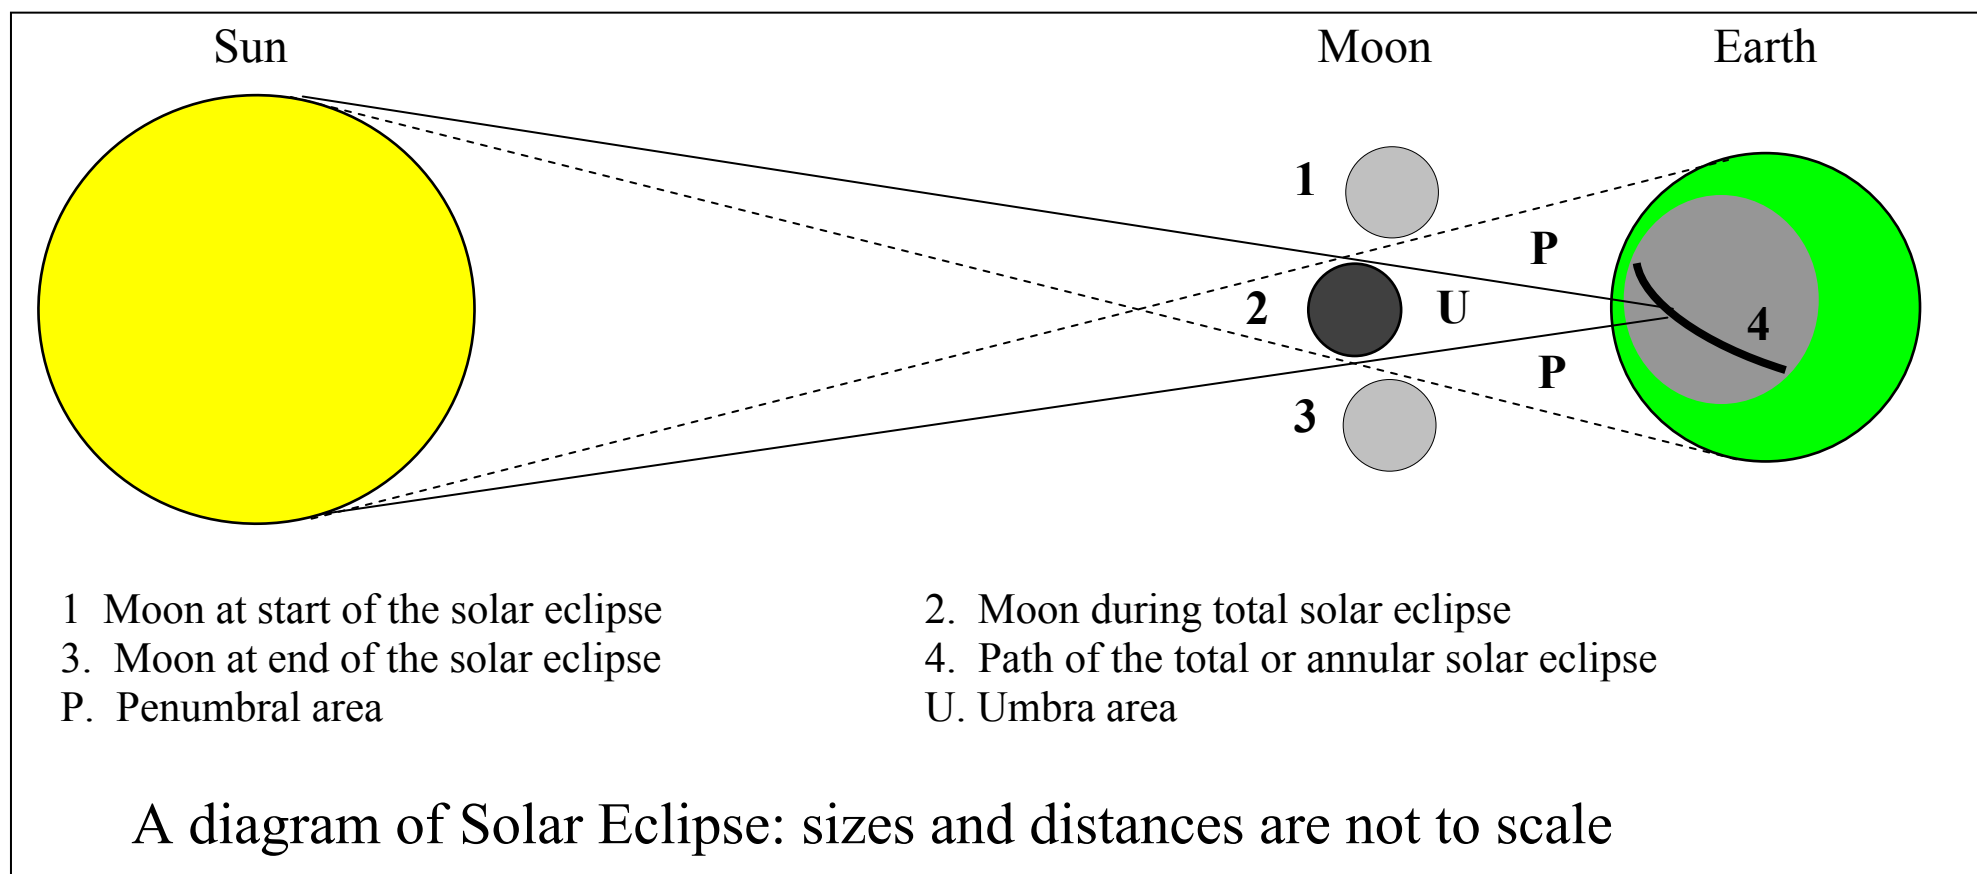 Sun Moon Earth
1
P
2 U
4
P
3
1 Moon at start of the solar eclipse
2. Moon during total solar eclipse
3. Moon at end of the solar eclipse
4. Path of the total or annular solar eclipse
P. Penumbral area
U. Umbra area
A diagram of Solar Eclipse: sizes and distances are not to scale